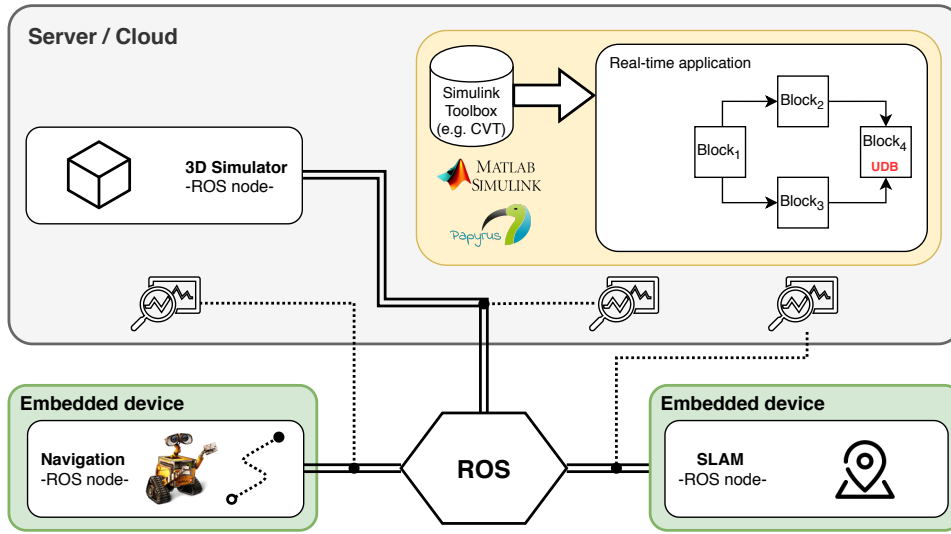 Server / Cloud
Simulink
Toolbox
(e.g. CVT)
MATLAB
SIMULINK
Papyrus
Real-time application
Block1
Block2
Block3
Block4
UDB
3D Simulator
-ROS node-
Embedded device
Navigation
-ROS node-
ROS
Embedded device
SLAM
-ROS node-